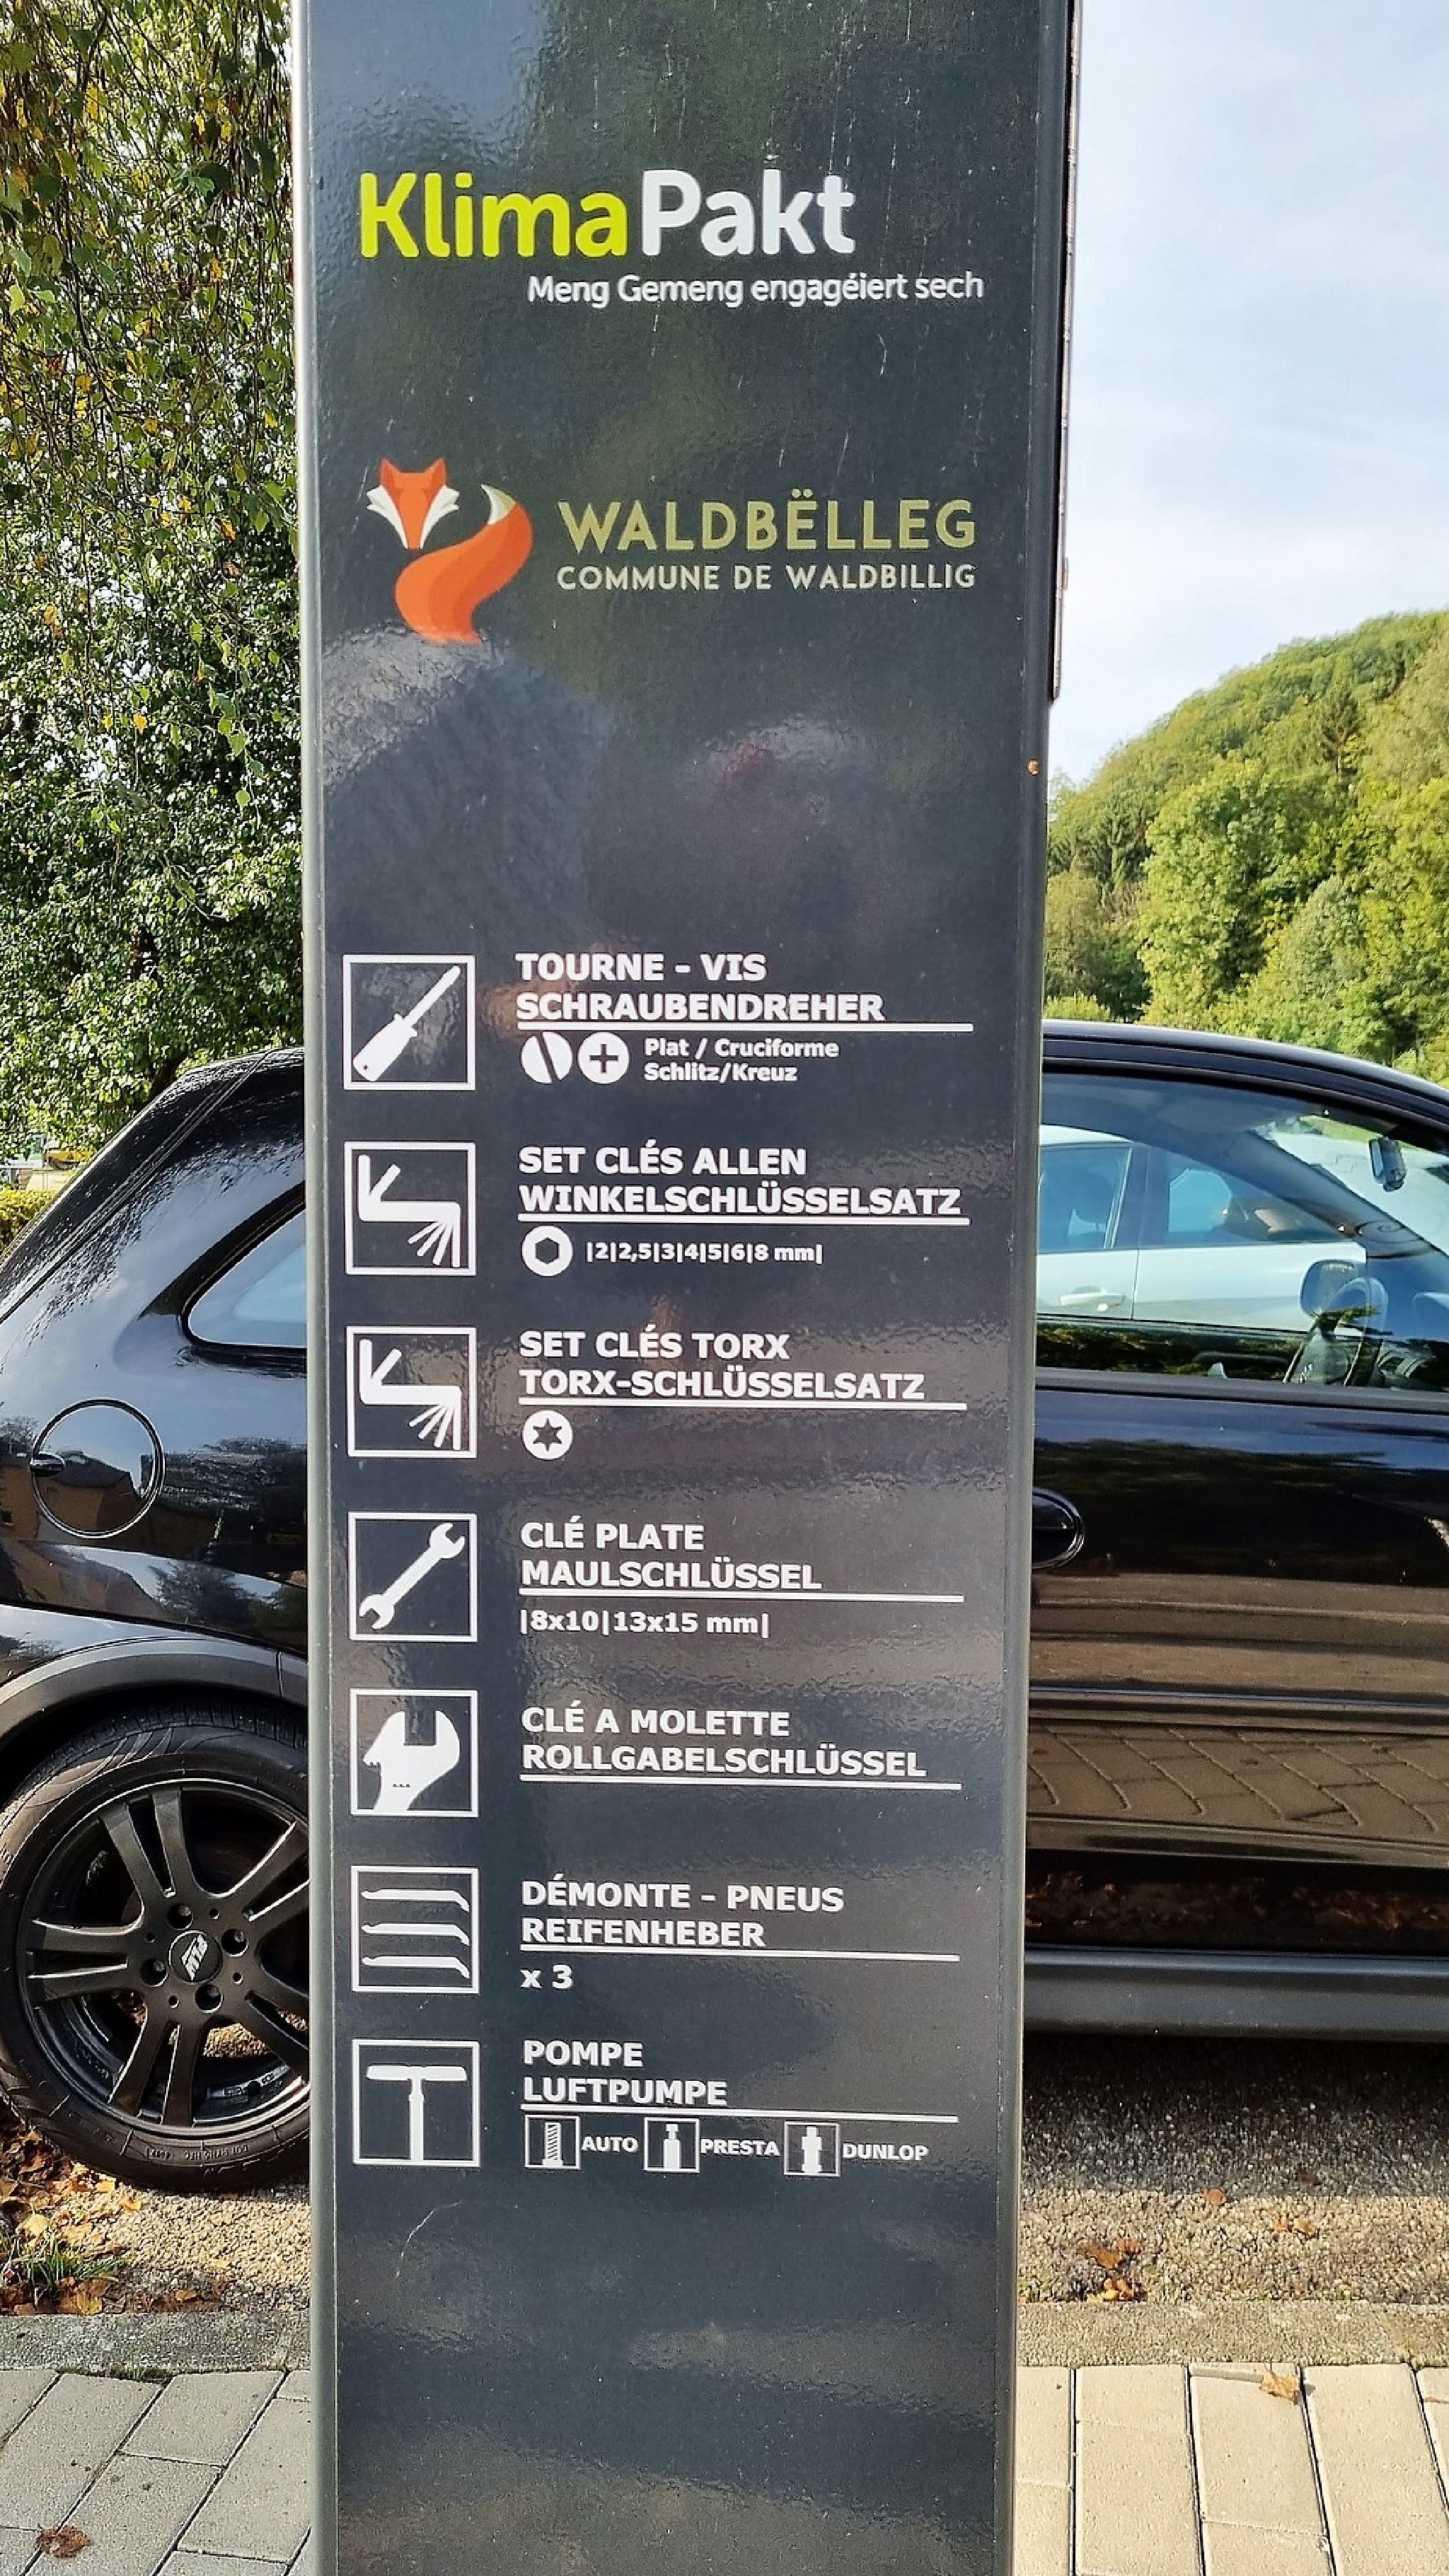 KlimaPakt
Meng Gemeng engagéiert sech
WALDBËLLEG
COMMUNE DE WALDBILLIG
TOURNE - VIS
SCHRAUBENDREHER
Plat / Cruciforme
Schlitz/Kreuz
SET CLÉS ALLEN
WINKELSCHLÜSSELSATZ
|2|2,5|3|4|5|6|8 mm|
SET CLÉS TORX
TORX-SCHLÜSSELSATZ
CLÉ PLATE
MAULSCHLÜSSEL
|8x10|13x15 mm|
CLÉ A MOLETTE
ROLLGABELSCHLÜSSEL
DÉMONTE - PNEUS
REIFENHEBER
x 3
POMPE
LUFTPUMPE
AUTO PRESTA DUNLOP